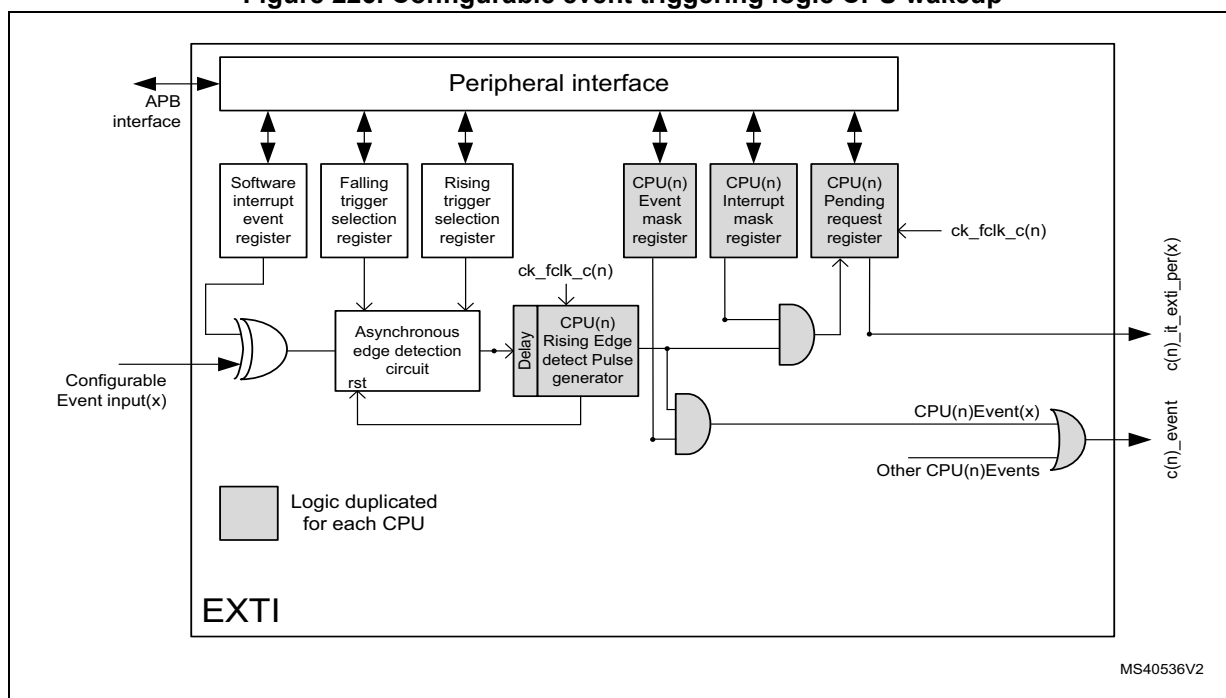 Figure 226. Configurable event triggering logic CPU wakeup
Peripheral interface
APB
interface
Software
interrupt
event
register
Falling
trigger
selection
register
Rising
trigger
selection
register
CPU(n)
Event
mask
register
CPU(n)
Interrupt
mask
register
CPU(n)
Pending
request
register
ck_fclk_c(n)
ck_fclk_c(n)
Asynchronous
edge detection
circuit
rst
Delay
CPU(n)
Rising Edge
detect Pulse
generator
Configurable
Event input(x)
c(n)_it_exti_per(x)
CPU(n)Event(x)
Other CPU(n)Events
c(n)_event
Logic duplicated
for each CPU
EXTI
MS40536V2